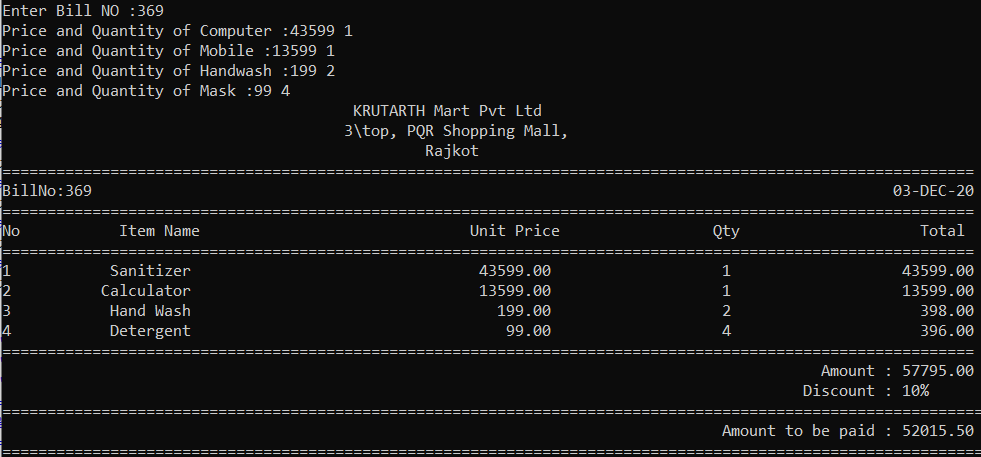 Enter Bill NO :369
Price and Quantity of Computer :43599 1
Price and Quantity of Mobile :13599 1
Price and Quantity of Handwash :199 2
Price and Quantity of Mask :99 4
KRUTARTH Mart Pvt Ltd
3\top, PQR Shopping Mall,
Rajkot
============================================================================================================
BillNo:369 03-DEC-20
============================================================================================================
No Item Name Unit Price Qty Total
============================================================================================================
1 Sanitizer 43599.00 1 43599.00
2 Calculator 13599.00 1 13599.00
3 Hand Wash 199.00 2 398.00
4 Detergent 99.00 4 396.00
============================================================================================================
Amount : 57795.00
Discount : 10%
=============================================================================================================
Amount to be paid : 52015.50
=============================================================================================================